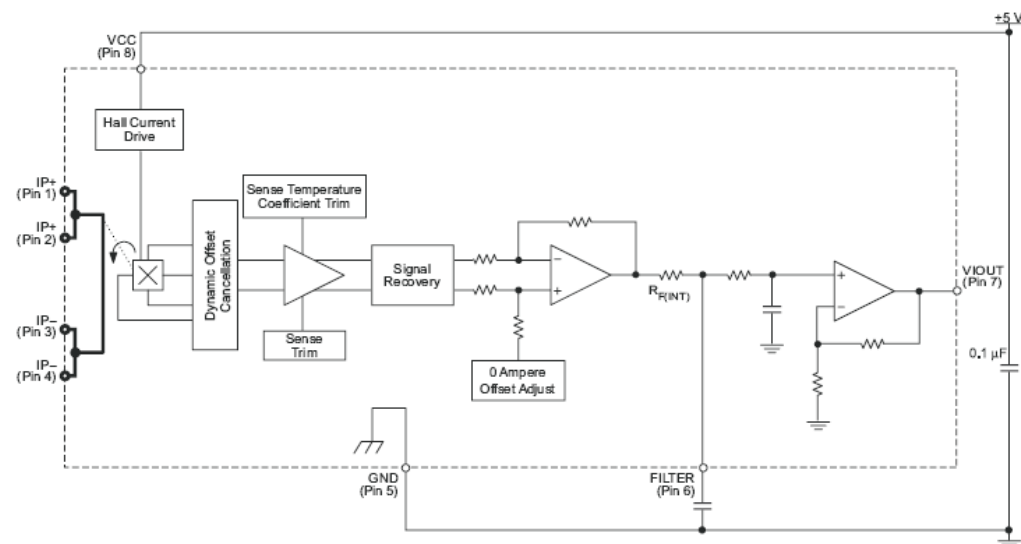 +5 V
VCC
(Pin 8)
Hall Current
Drive
IP+
(Pin 1)
IP+
(Pin 2)
IP−
(Pin 3)
IP−
(Pin 4)
Dynamic Offset
Cancellation
Sense Temperature
Coefficient Trim
Sense
Trim
Signal
Recovery
0 Ampere
Offset Adjust
−
+
RF(INT)
+
−
VIOUT
(Pin 7)
0.1 µF
GND
(Pin 5)
FILTER
(Pin 6)